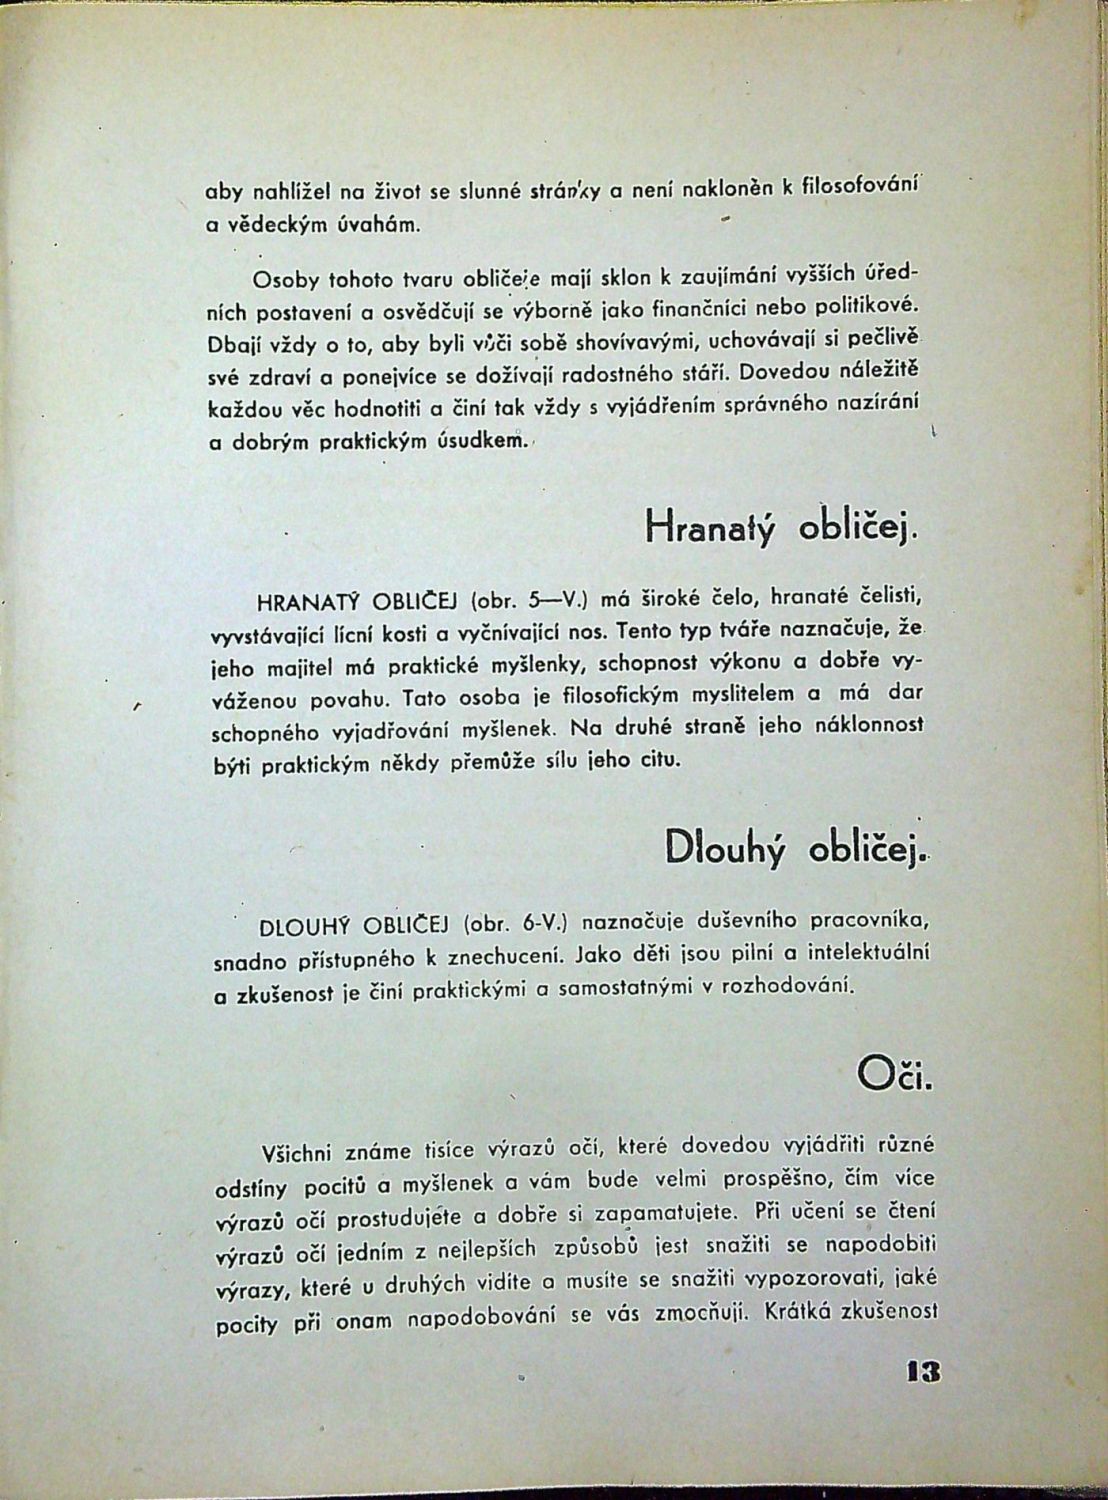 aby nahlížel na život se slunné stránky a není nakloněn k filosofování
a vědeckým úvahám.
Osoby tohoto tvaru obličeje mají sklon k zaujímání vyšších úřed-
ních postavení a osvědčují se výborně jako finančníci nebo politikové.
Dbají vždy o to, aby byli vůči sobě shovívavými, uchovávají si pečlivě
své zdraví a ponejvíce se dožívají radostného stáří. Dovedou náležitě
každou věc hodnotiti a činí tak vždy s vyjádřením správného nazírání
a dobrým praktickým úsudkem.
Hranatý obličej.
HRANATÝ OBLIČEJ (obr. 5—V.) má široké čelo, hranaté čelisti,
vyvstávající lícní kosti a vyčnívající nos. Tento typ tváře naznačuje, že
jeho majitel má praktické myšlenky, schopnost výkonu a dobře vy-
váženou povahu. Tato osoba je filosofickým myslitelem a má dar
schopného vyjadřování myšlenek. Na druhé straně jeho náklonnost
býti praktickým někdy přemůže sílu jeho citu.
Dlouhý obličej.
DLOUHÝ OBLIČEJ (obr. 6-V.) naznačuje duševního pracovníka,
snadno přístupného k znechucení. Jako děti jsou pilní a intelektuální
a zkušenost je činí praktickými a samostatnými v rozhodování.
Oči.
Všichni známe tisíce výrazů očí, které dovedou vyjádřiti různé
odstíny pocitů a myšlenek a vám bude velmi prospěšno, čím více
výrazů očí prostudujete a dobře si zapamatujete. Při učení se čtení
výrazů očí jedním z nejlepších způsobů jest snažiti se napodobiti
výrazy, které u druhých vidíte a musíte se snažiti vypozorovati, jaké
pocity při onam napodobování se vás zmocňují. Krátká zkušenost
13